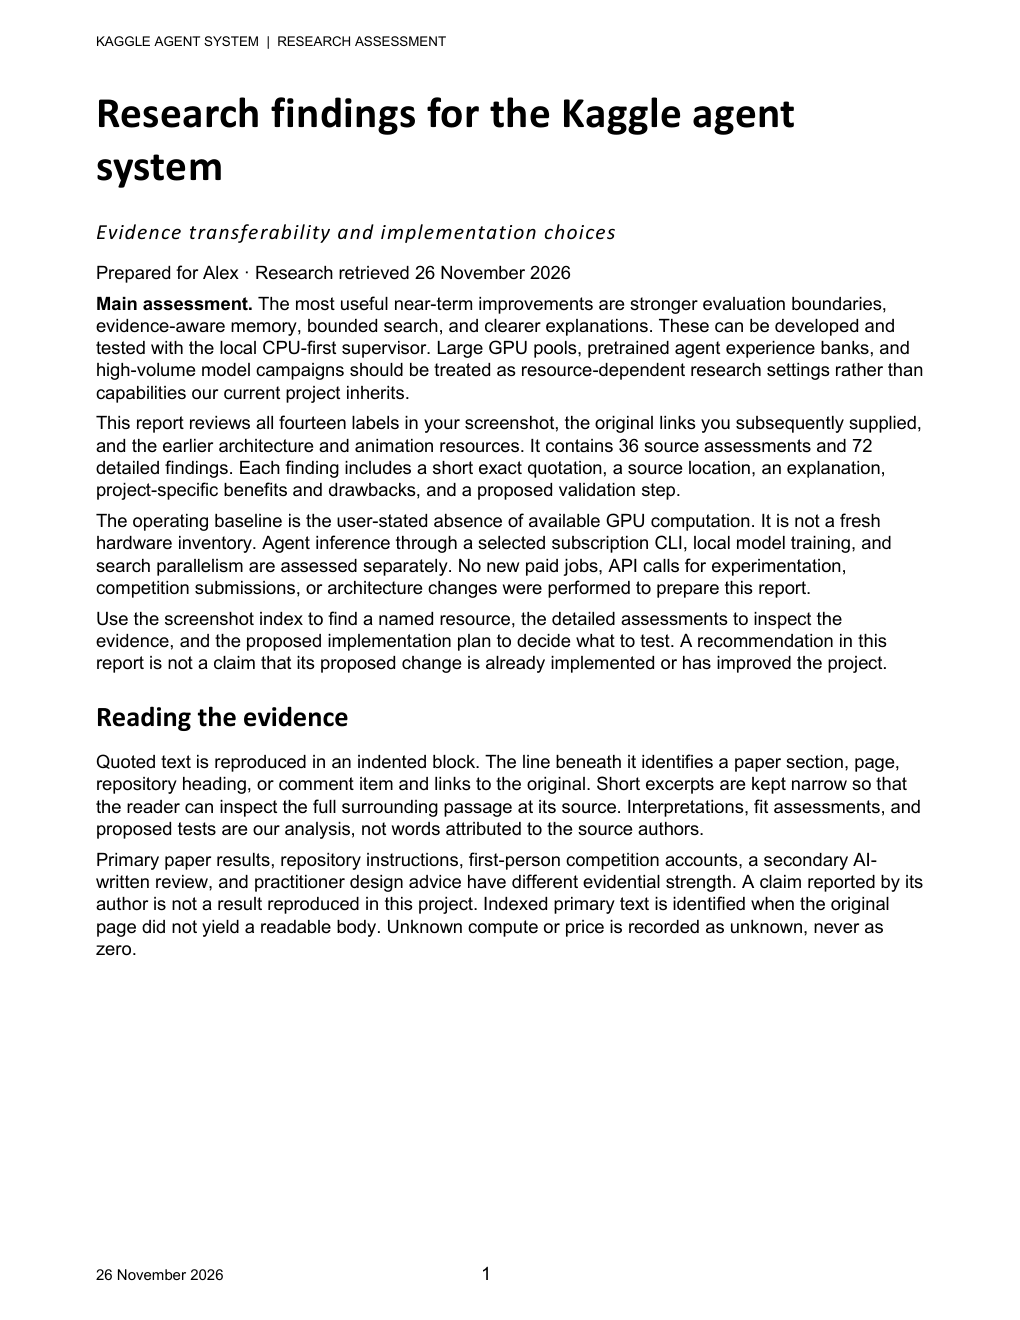 KAGGLE AGENT SYSTEM | RESEARCH ASSESSMENT
Research findings for the Kaggle agent
system
Evidence transferability and implementation choices
Prepared for Alex · Research retrieved 26 November 2026
Main assessment. The most useful near-term improvements are stronger evaluation boundaries,
evidence-aware memory, bounded search, and clearer explanations. These can be developed and
tested with the local CPU-first supervisor. Large GPU pools, pretrained agent experience banks, and
high-volume model campaigns should be treated as resource-dependent research settings rather than
capabilities our current project inherits.
This report reviews all fourteen labels in your screenshot, the original links you subsequently supplied,
and the earlier architecture and animation resources. It contains 36 source assessments and 72
detailed findings. Each finding includes a short exact quotation, a source location, an explanation,
project-specific benefits and drawbacks, and a proposed validation step.
The operating baseline is the user-stated absence of available GPU computation. It is not a fresh
hardware inventory. Agent inference through a selected subscription CLI, local model training, and
search parallelism are assessed separately. No new paid jobs, API calls for experimentation,
competition submissions, or architecture changes were performed to prepare this report.
Use the screenshot index to find a named resource, the detailed assessments to inspect the
evidence, and the proposed implementation plan to decide what to test. A recommendation in this
report is not a claim that its proposed change is already implemented or has improved the project.
Reading the evidence
Quoted text is reproduced in an indented block. The line beneath it identifies a paper section, page,
repository heading, or comment item and links to the original. Short excerpts are kept narrow so that
the reader can inspect the full surrounding passage at its source. Interpretations, fit assessments, and
proposed tests are our analysis, not words attributed to the source authors.
Primary paper results, repository instructions, first-person competition accounts, a secondary AI-
written review, and practitioner design advice have different evidential strength. A claim reported by its
author is not a result reproduced in this project. Indexed primary text is identified when the original
page did not yield a readable body. Unknown compute or price is recorded as unknown, never as
zero.
26 November 2026
1